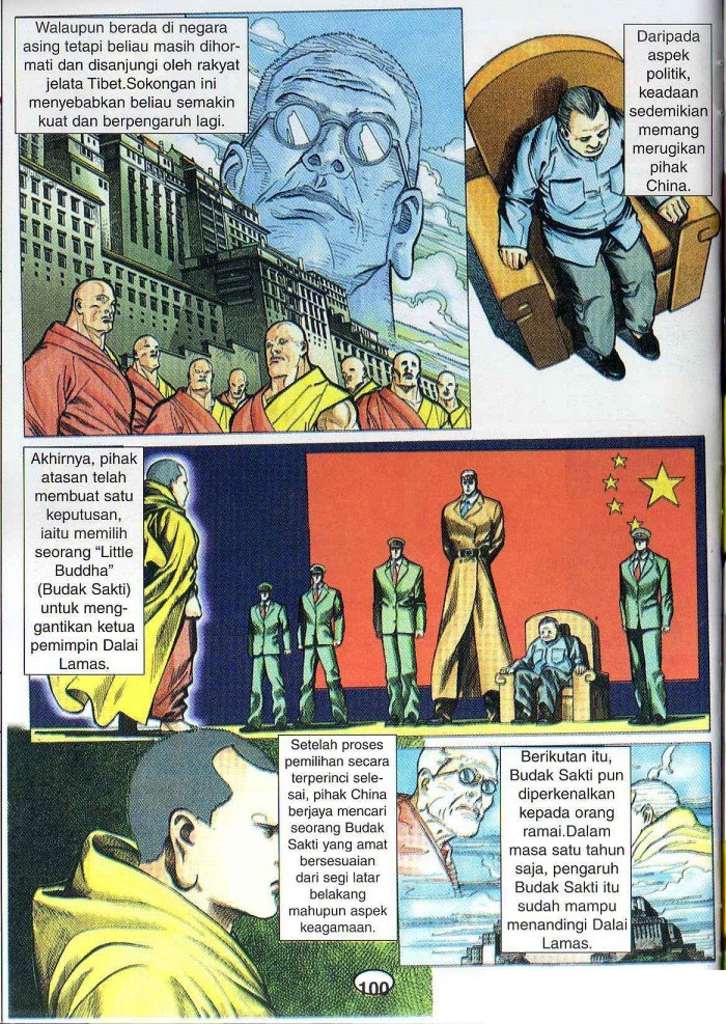 Walaupun berada di negara
asing tetapi beliau masih dihor-
mati dan disanjungi oleh rakyat
jelata Tibet.Sokongan ini
menyebabkan beliau semakin
kuat dan berpengaruh lagi.
Daripada
aspek
politik,
keadaan
sedemikian
memang
merugikan
pihak
China.
Akhirnya, pihak
atasan telah
membuat satu
keputusan,
iaitu memilih
seorang "Little
Buddha"
(Budak Sakti)
untuk meng-
gantikan ketua
pemimpin Dalai
Lamas.
Setelah proses
pemilihan secara
terperinci sele-
sai, pihak China
berjaya mencari
seorang Budak
Sakti yang amat
bersesuaian
dari segi latar
belakang
mahupun aspek
keagamaan.
Berikutan itu,
Budak Sakti pun
diperkenalkan
kepada orang
ramai.Dalam
masa satu tahun
saja, pengaruh
Budak Sakti itu
sudah mampu
menandingi Dalai
Lamas.
100